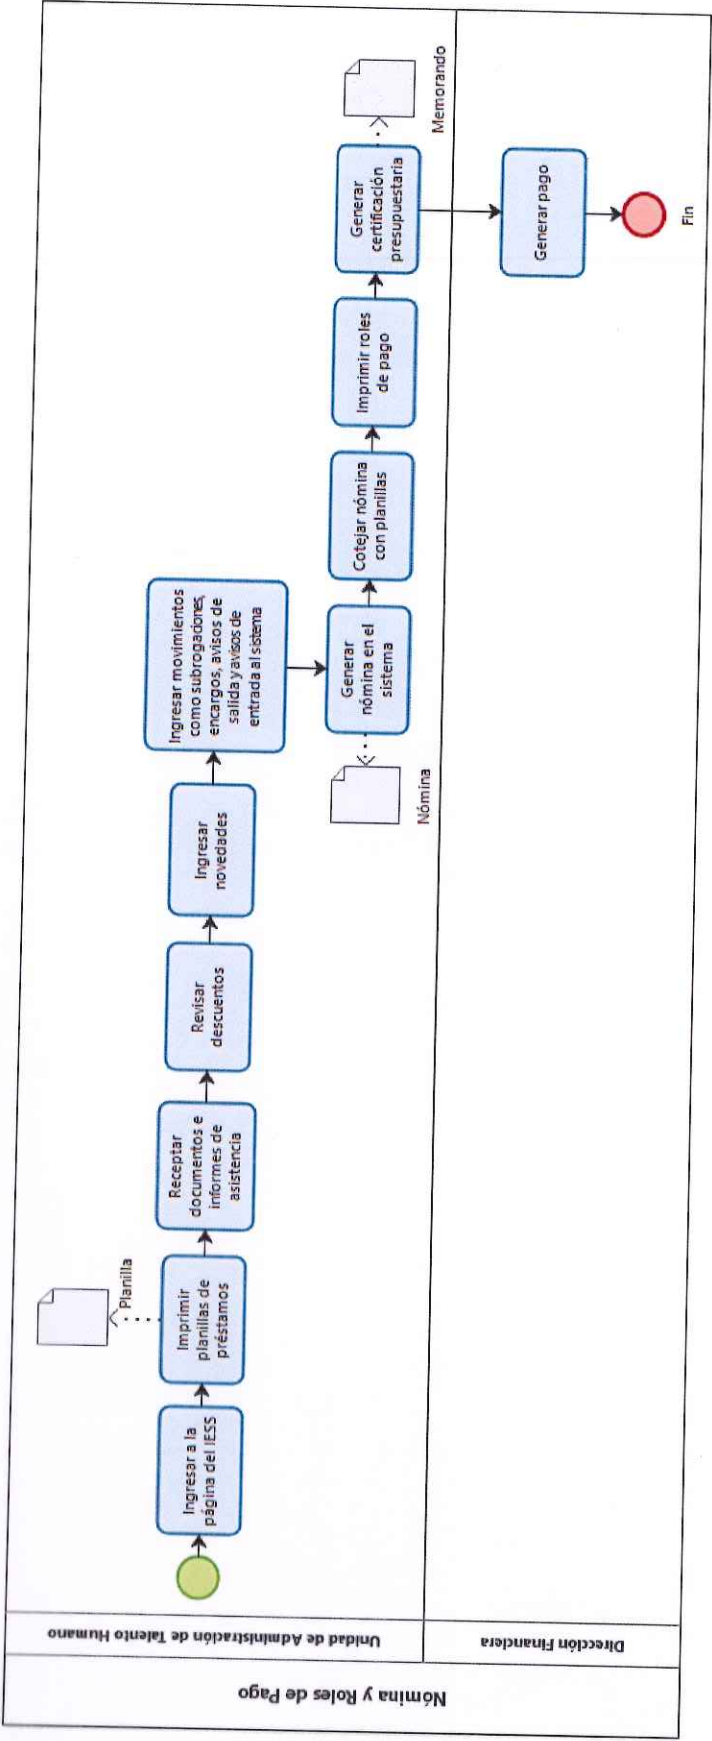 Nómina y Roles de Pago
Unidad de Administración de Talento Humano
Ingresar a la
página del IESS
Imprimir
planillas de
préstamos
Planilla
Receptar
documentos e
informes de
asistencia
Revisar
descuentos
Ingresar
novedades
Ingresar movimientos
como subrogaciones,
encargos, avisos de
salida y avisos de
entrada al sistema
Generar
nómina en el
sistema
Nómina
Cotejar nómina
con planillas
Imprimir roles
de pago
Generar
certificación
presupuestaria
Memorando
Dirección Financiera
Generar pago
Fin